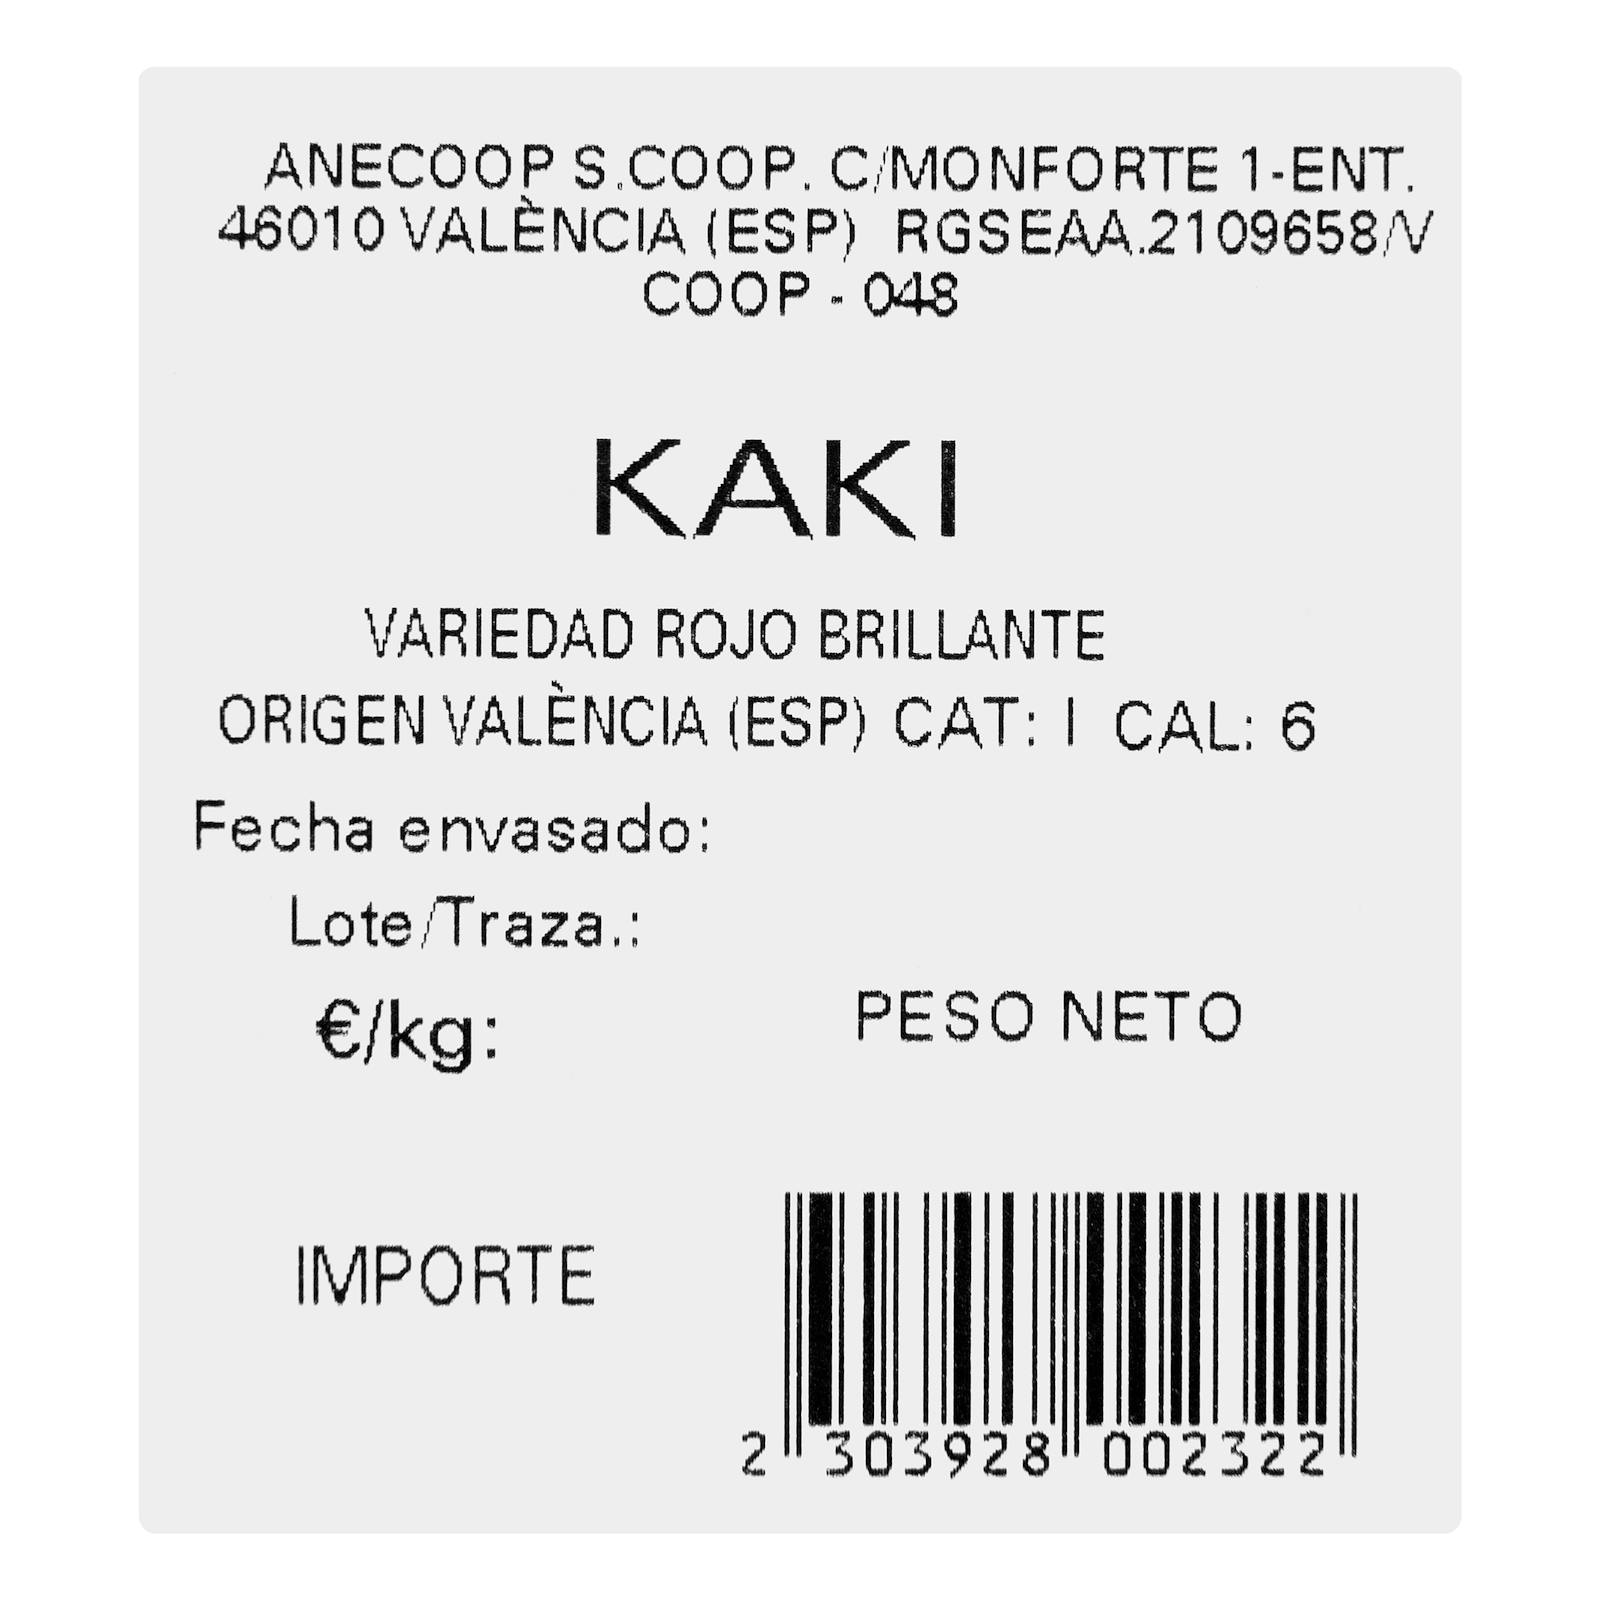 ANECOOP S.COOP. C/MONFORTE 1-ENT.
46010 VALÈNCIA (ESP) RGSEAA.2109658/V
COOP - 048
KAKI
VARIEDAD ROJO BRILLANTE
ORIGEN VALÈNCIA (ESP) CAT: I CAL: 6
Fecha envasado:
Lote/Traza.:
€/kg:
PESO NETO
IMPORTE
2 303928 002322